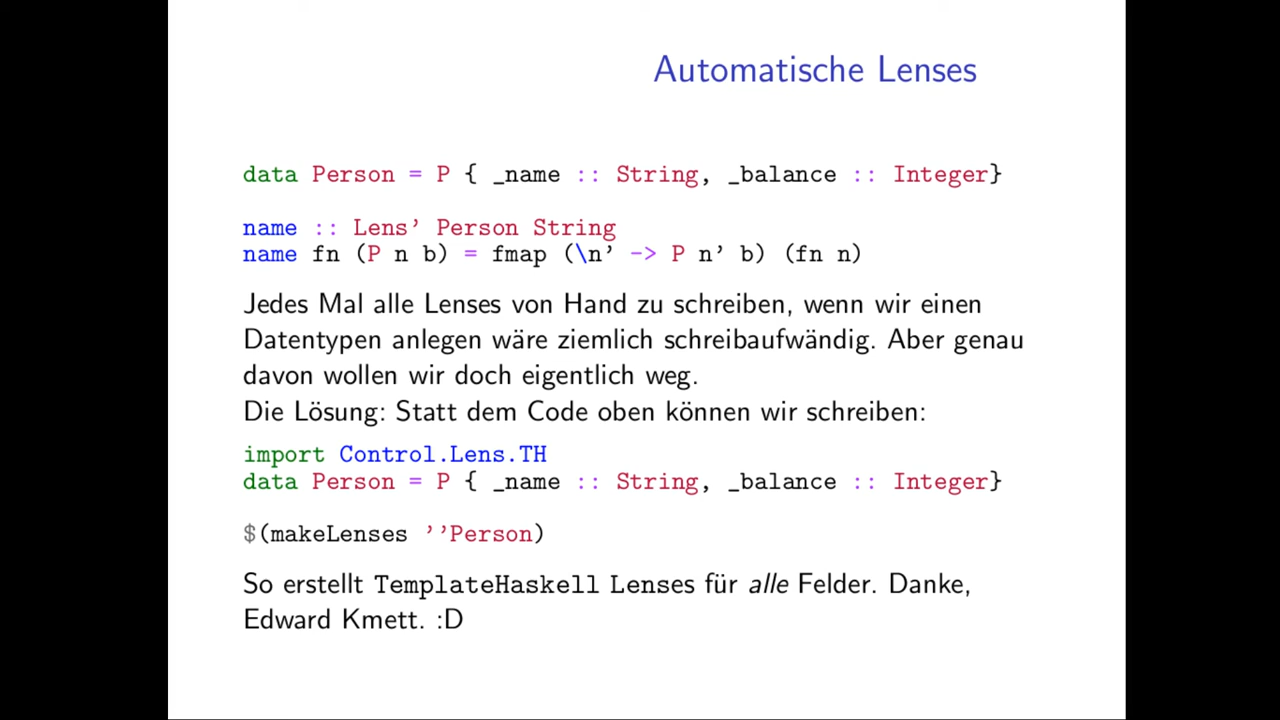 Automatische Lenses
data Person = P { _name :: String, _balance :: Integer}
name :: Lens’ Person String
name fn (P n b) = fmap (\n’ -> P n’ b) (fn n)
Jedes Mal alle Lenses von Hand zu schreiben, wenn wir einen
Datentypen anlegen wäre ziemlich schreibaufwändig. Aber genau
davon wollen wir doch eigentlich weg.
Die Lösung: Statt dem Code oben können wir schreiben:
import Control.Lens.TH
data Person = P { _name :: String, _balance :: Integer}
$(makeLenses ’’Person)
So erstellt TemplateHaskell Lenses für alle Felder. Danke,
Edward Kmett. :D